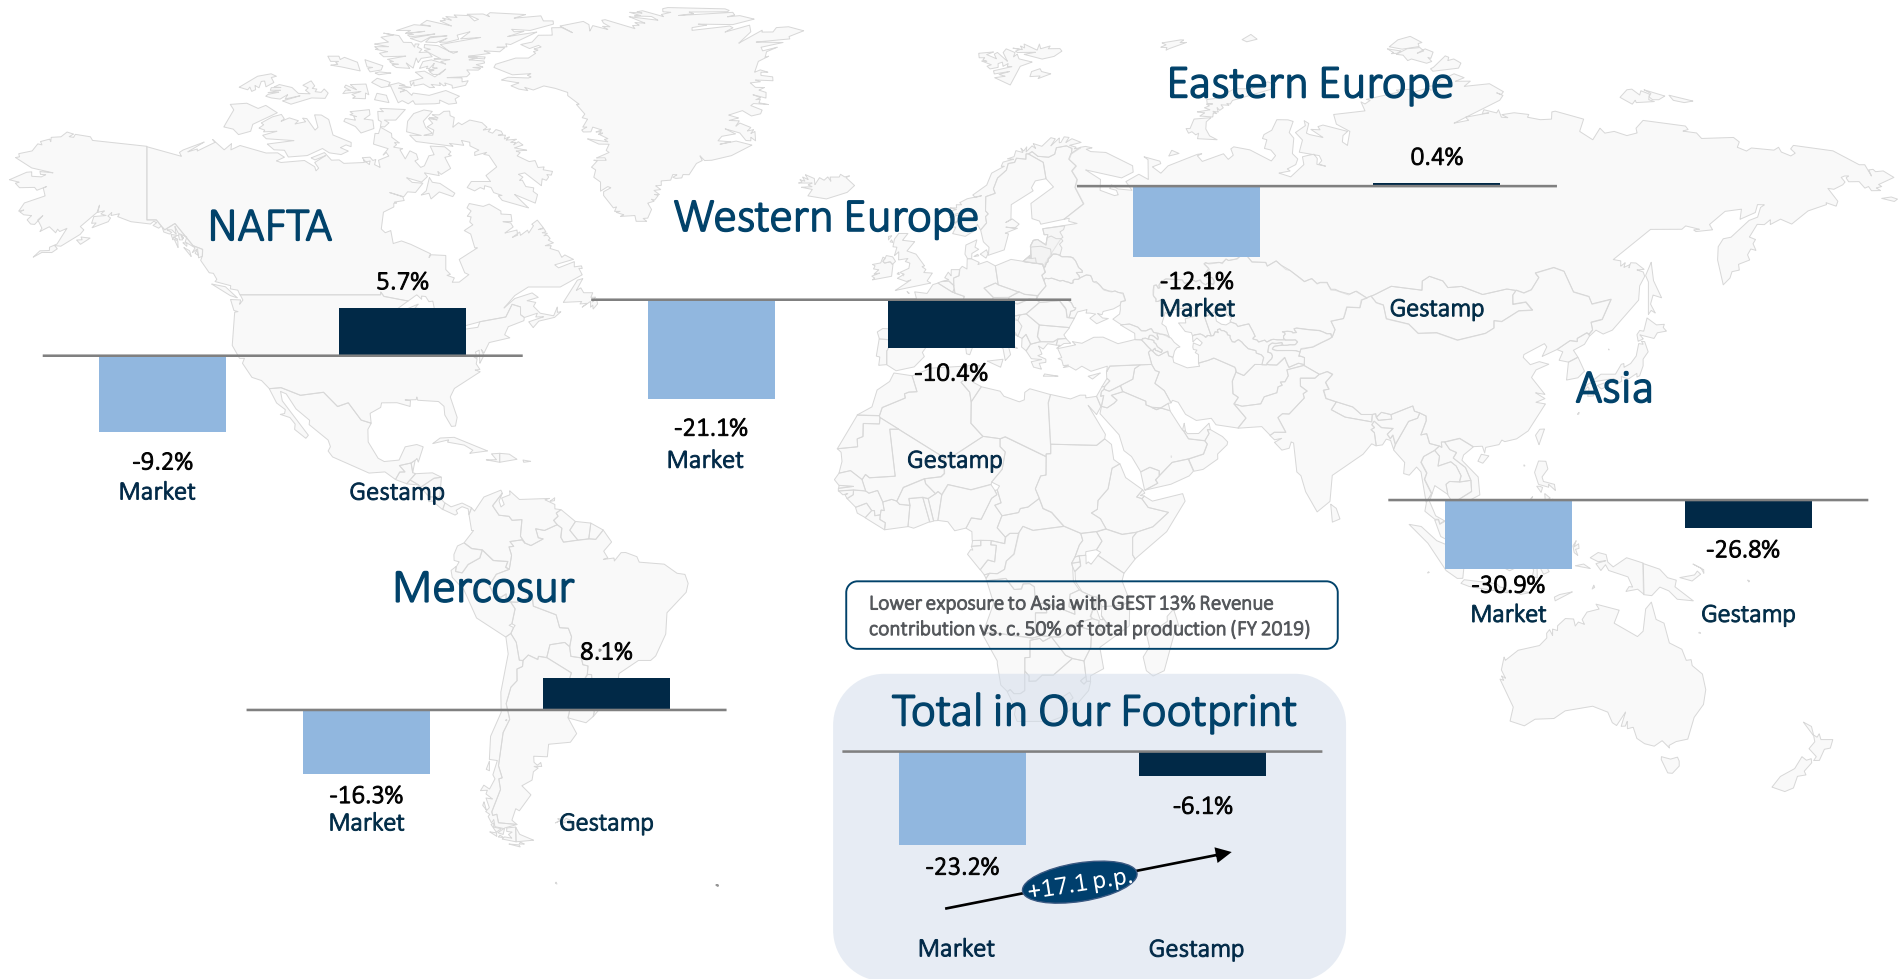 Eastern Europe
0.4%
-12.1%
Market
Gestamp
NAFTA
5.7%
-9.2%
Market
Gestamp
Western Europe
-21.1%
Market
-10.4%
Gestamp
Asia
-30.9%
Market
-26.8%
Gestamp
Mercosur
8.1%
-16.3%
Market
Gestamp
Lower exposure to Asia with GEST 13% Revenue
contribution vs. c. 50% of total production (FY 2019)
Total in Our Footprint
-23.2%
-6.1%
+17.1 p.p.
Market
Gestamp